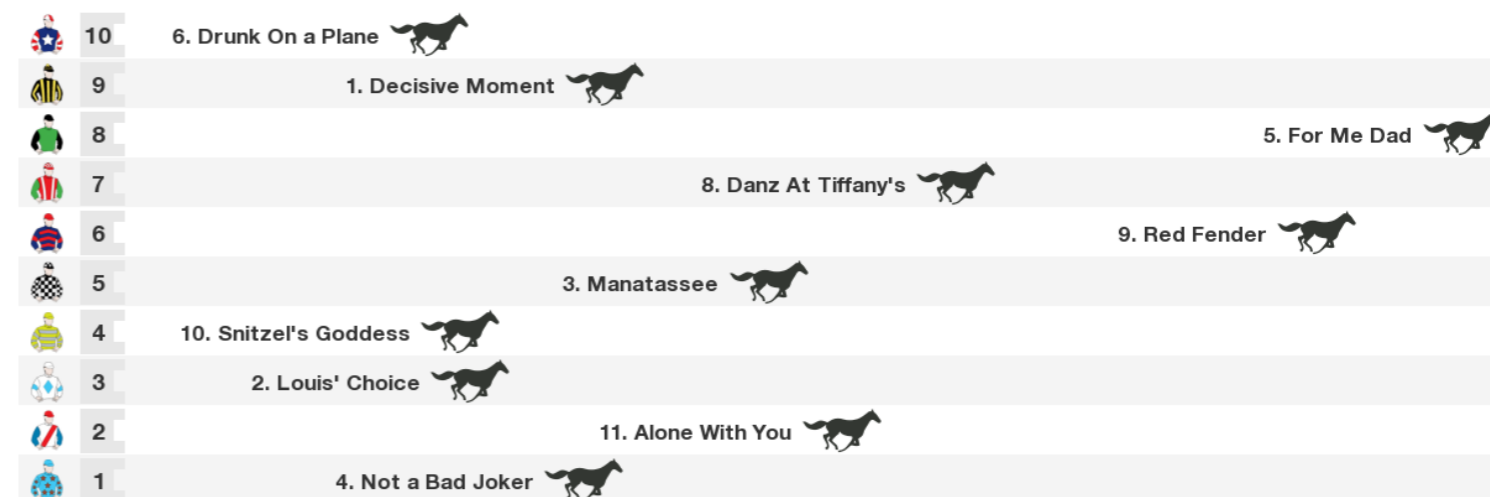 10 6. Drunk On a Plane
9 1. Decisive Moment
8 5. For Me Dad
7 8. Danz At Tiffany's
6 9. Red Fender
5 3. Manatassee
4 10. Snitzel's Goddess
3 2. Louis' Choice
2 11. Alone With You
1 4. Not a Bad Joker